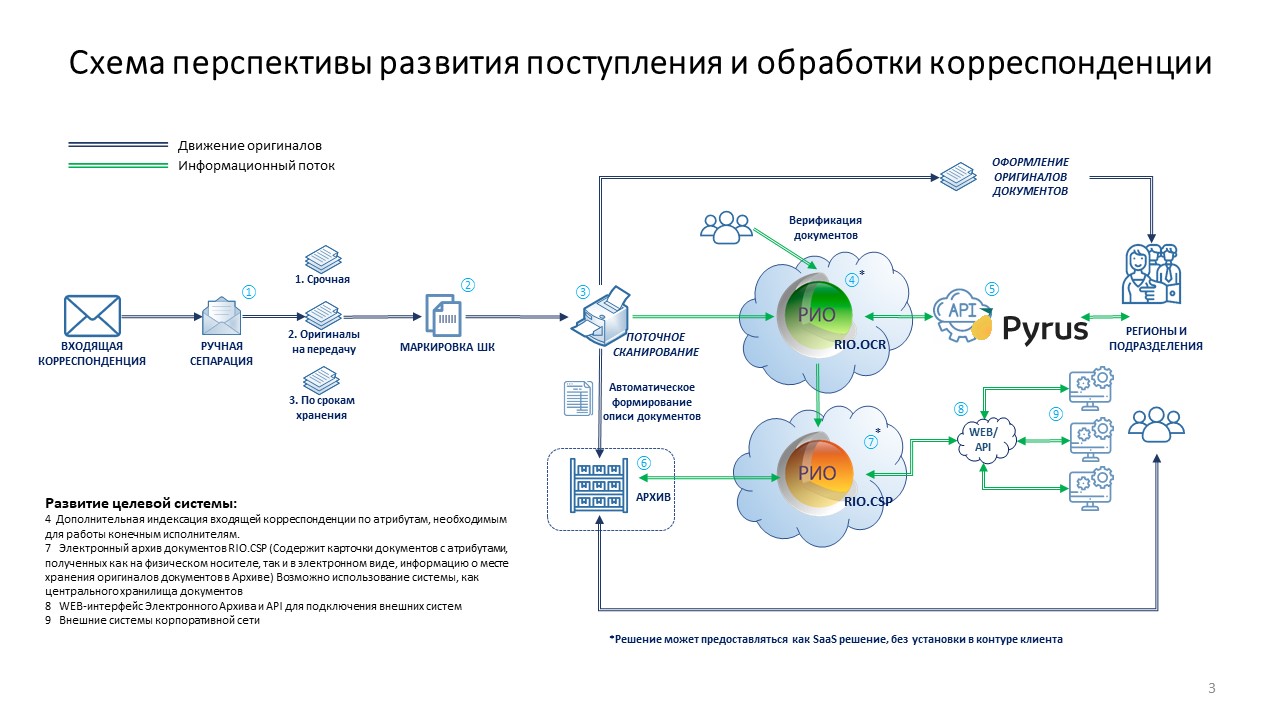 Схема перспективы развития поступления и обработки корреспонденции
Движение оригиналов
Информационный поток
ОФОРМЛЕНИЕ
ОРИГИНАЛОВ
ДОКУМЕНТОВ
Верификация
документов
1. Срочная
①
②
③
④ *
⑤
РИО
RIO.OCR
API
Pyrus
2. Оригиналы
на передачу
ВХОДЯЩАЯ
КОРРЕСПОНДЕНЦИЯ
РУЧНАЯ
СЕПАРАЦИЯ
МАРКИРОВКА ШК
ПОТОЧНОЕ
СКАНИРОВАНИЕ
РЕГИОНЫ И
ПОДРАЗДЕЛЕНИЯ
3. По срокам
хранения
Автоматическое
формирование
описи документов
⑥
АРХИВ
⑦ *
РИО
RIO.CSP
⑧
WEB/
API
⑨
Развитие целевой системы:
4 Дополнительная индексация входящей корреспонденции по атрибутам, необходимым
для работы конечным исполнителям.
7 Электронный архив документов RIO.CSP (Содержит карточки документов с атрибутами,
полученых как на физическом носителе, так и в электронном виде, информацию о месте
хранения оригиналов документов в Архиве) Возможно использование системы, как
центрального хранилища документов
8 WEB-интерфейс Электронного Архива и API для подключения внешних систем
9 Внешние системы корпоративной сети
*Решение может предоставляться как SaaS решение, без установки в контуре клиента
3